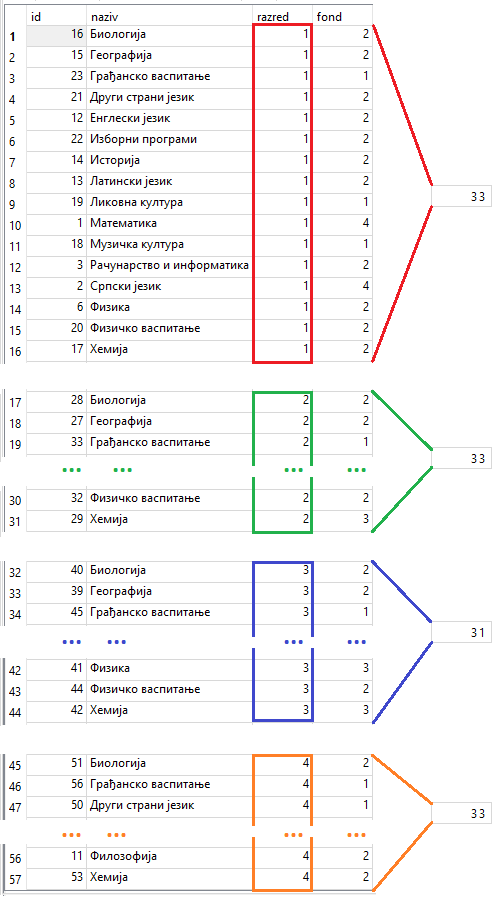 id naziv razred fond
1 16 Биологија 1 2
2 15 Географија 1 2
3 23 Грађанско васпитање 1 1
4 21 Други страни језик 1 2
5 12 Енглески језик 1 2
6 22 Изборни програми 1 2
7 14 Историја 1 2
8 13 Латински језик 1 2
9 19 Ликовна култура 1 1
10 1 Математика 1 4
11 18 Музичка култура 1 1
12 3 Рачунарство и информатика 1 2
13 2 Српски језик 1 4
14 6 Физика 1 2
15 20 Физичко васпитање 1 2
16 17 Хемија 1 2
33
17 28 Биологија 2 2
18 27 Географија 2 2
19 33 Грађанско васпитање 2 1
... ... ... ...
30 32 Физичко васпитање 2 2
31 29 Хемија 2 3
33
32 40 Биологија 3 2
33 39 Географија 3 2
34 45 Грађанско васпитање 3 1
... ... ... ...
42 41 Физика 3 3
43 44 Физичко васпитање 3 2
44 42 Хемија 3 3
31
45 51 Биологија 4 2
46 56 Грађанско васпитање 4 1
47 50 Други страни језик 4 1
... ... ... ...
56 11 Филозофија 4 2
57 53 Хемија 4 2
33